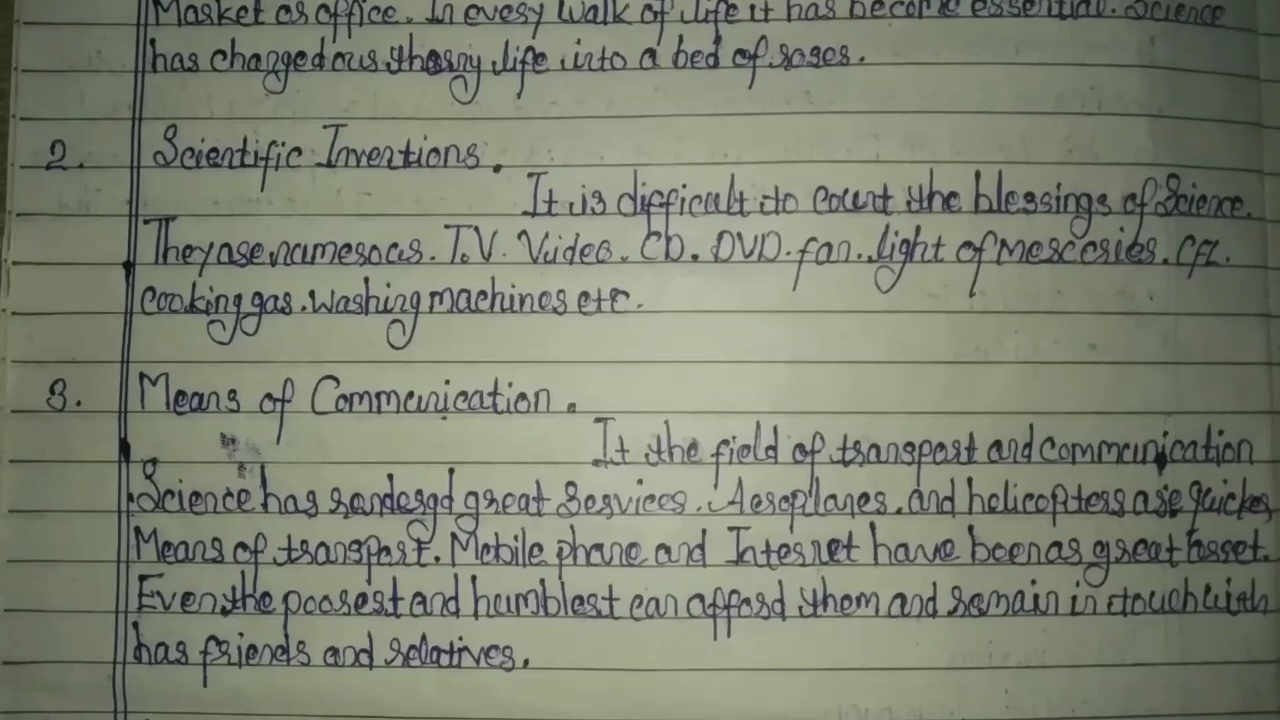 Market or office. In every walk of life it has become essential. Science
has changed our thorny life into a bed of roses.
2. Scientific Inventions.
It is difficult to count the blessings of Science.
They are numerous. T.V. Video. CD. DVD. fan. light of mercories. CFL.
cooking gas. Washing machines etc.
3. Means of Communication.
It the field of transport and communication
Science has renderyd great Services. Aeroplanes. and helicopters are quicker
Means of transport. Mobile phone and Internet have been as great asset.
Even the poorest and humblest can afford them and remain in touch with
has friends and relatives.